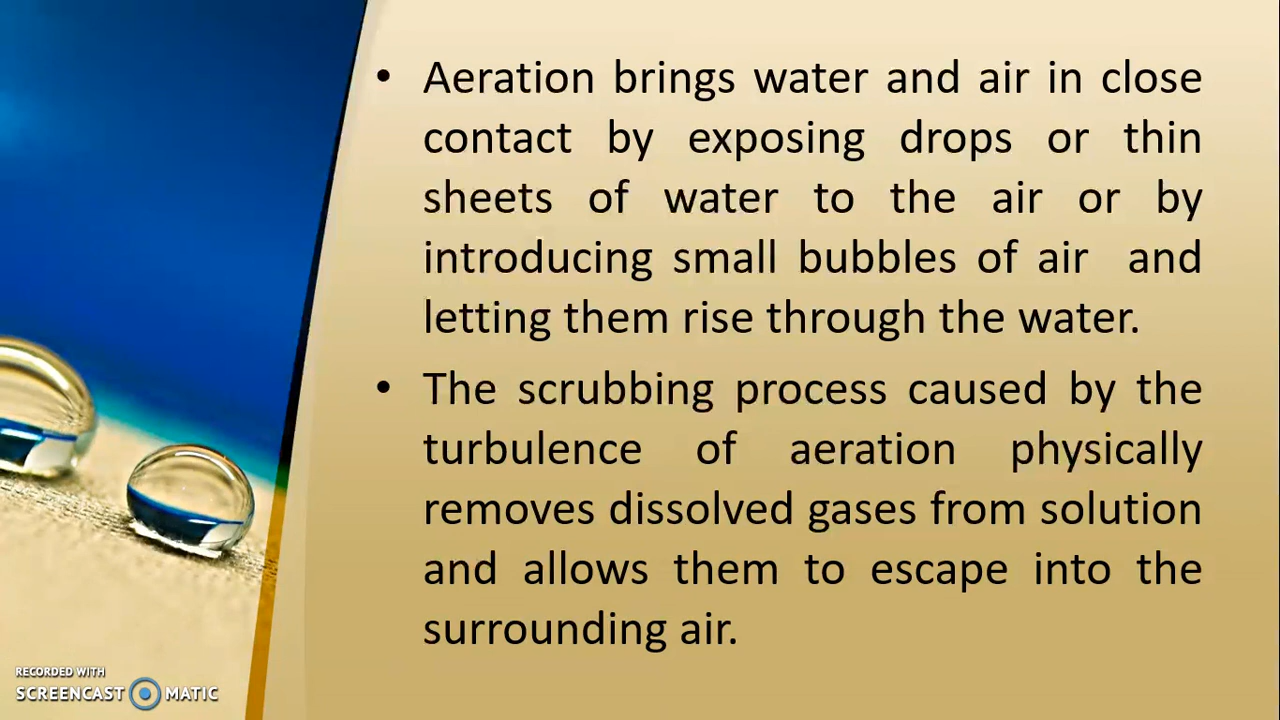 • Aeration brings water and air in close
contact by exposing drops or thin
sheets of water to the air or by
introducing small bubbles of air and
letting them rise through the water.
• The scrubbing process caused by the
turbulence of aeration physically
removes dissolved gases from solution
and allows them to escape into the
surrounding air.
RECORDED WITH
SCREENCAST MATIC